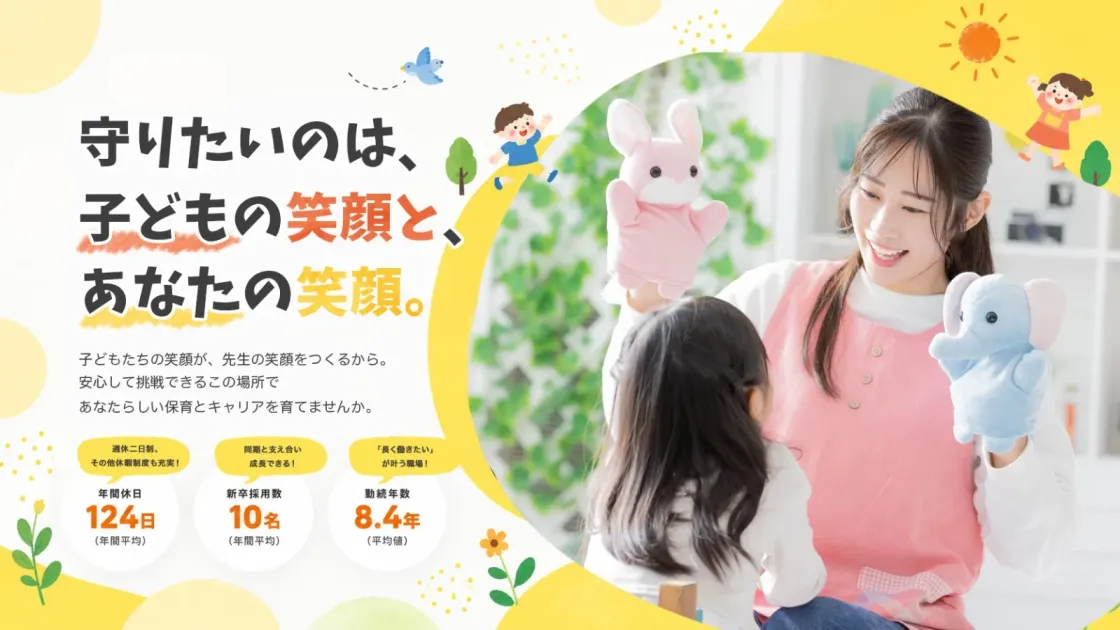 守りたいのは、
子どもの笑顔と、
あなたの笑顔。
子どもたちの笑顔が、先生の笑顔をつくるから。
安心して挑戦できるこの場所で
あなたらしい保育とキャリアを育てませんか。
週休二日制、
その他休暇制度も充実!
年間休日
124日
(年間平均)
同期と支え合い
成長できる!
新卒採用数
10名
(年間平均)
「長く働きたい」
が叶う職場!
勤続年数
8.4年
(平均値)